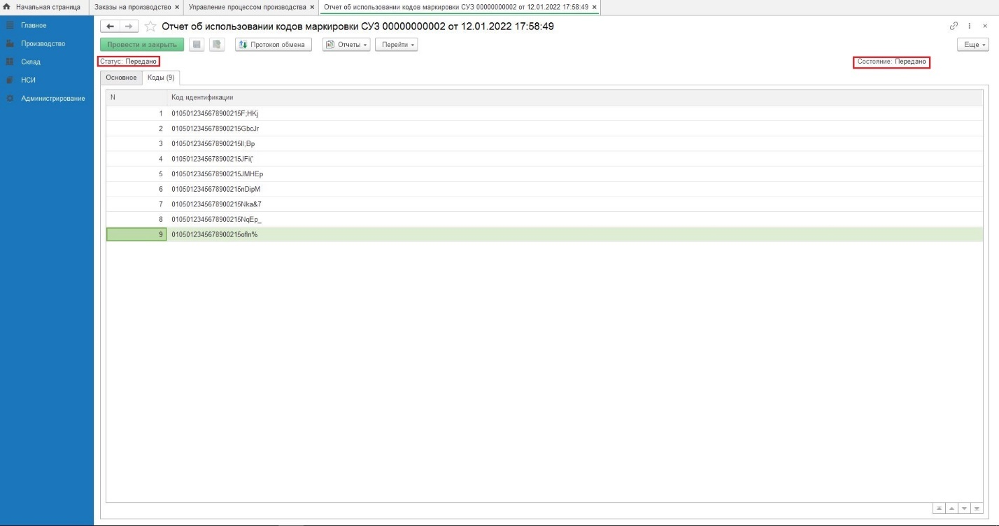 Начальная страница Заказы на производство × Управление процессом производства × Отчет об использовании кодов маркировки СУЗ 00000000002 от 12.01.2022 17:58:49 ×
Главное
Производство
Склад
НСИ
Администрирование
Отчет об использовании кодов маркировки СУЗ 00000000002 от 12.01.2022 17:58:49
Провести и закрыть Протокол обмена Отчеты Перейти Еще
Статус: Передано Состояние: Передано
Основное Коды (9)
N Код идентификации
1 0105012345678900215F;HKj
2 0105012345678900215GbcJr
3 0105012345678900215II;Bp
4 0105012345678900215JFi("
5 0105012345678900215JMHEp
6 0105012345678900215nDipM
7 0105012345678900215Nka&7
8 0105012345678900215NqEp_
9 0105012345678900215ofIn%